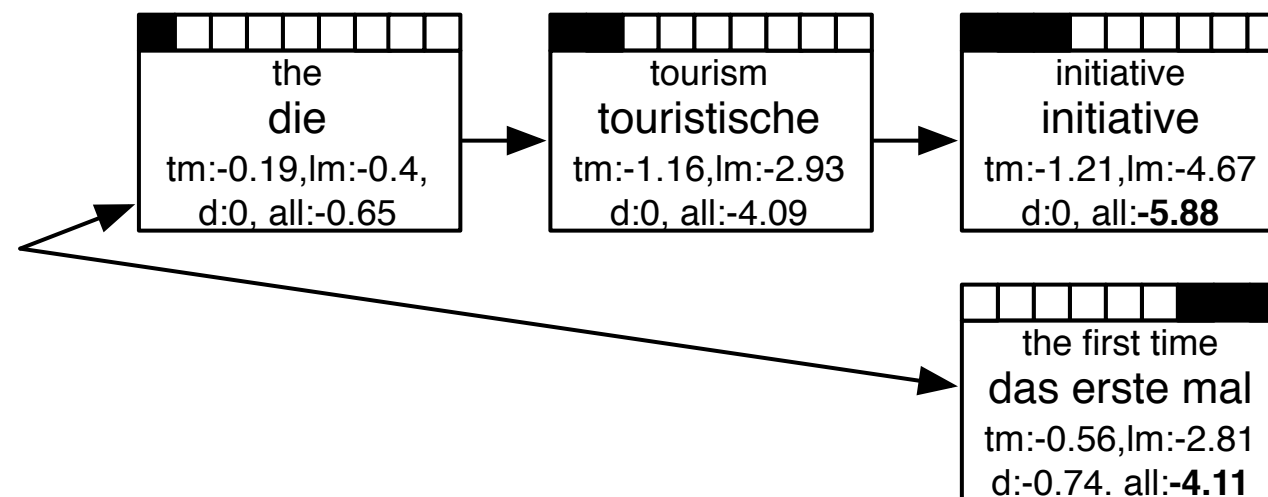 the
die
tm:-0.19,lm:-0.4,
d:0, all:-0.65
tourism
touristische
tm:-1.16,lm:-2.93
d:0, all:-4.09
initiative
initiative
tm:-1.21,lm:-4.67
d:0, all:-5.88
the first time
das erste mal
tm:-0.56,lm:-2.81
d:-0.74. all:-4.11